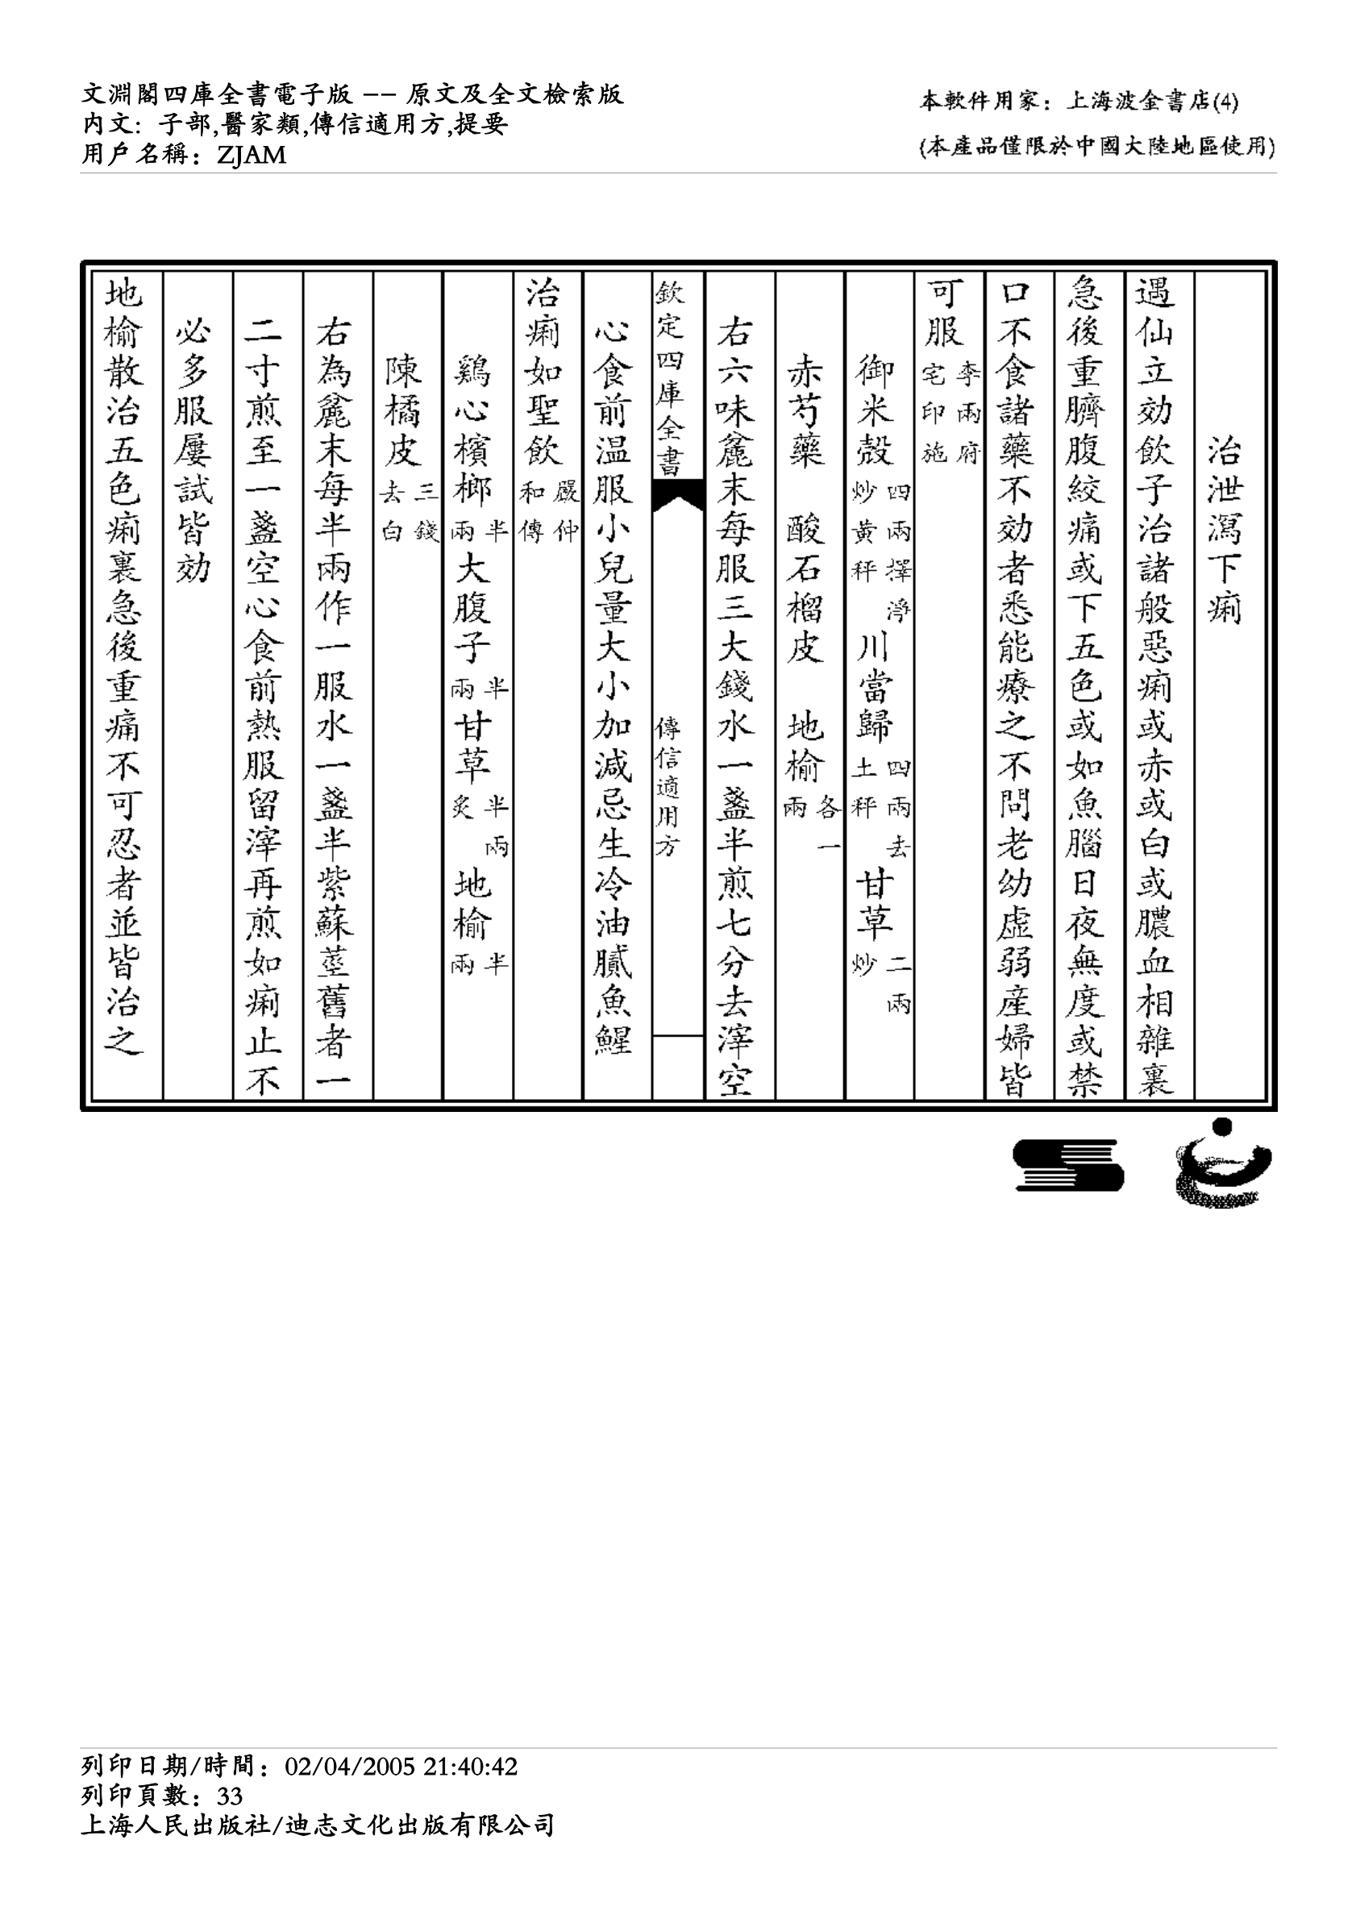 文淵閣四庫全書電子版 -- 原文及全文檢索版
內文: 子部,醫家類,傳信適用方,提要
用戶名稱: ZJAM
本軟件用家: 上海波金書店(4)
(本產品僅限於中國大陸地區使用)
治泄瀉下痢
遇仙立効飲子治諸般惡痢或赤或白或膿血相雜裏
急後重臍腹絞痛或下五色或如魚腦日夜無度或禁
口不食諸藥不効者悉能療之不問老幼虛弱産婦皆
可服李兩府宅印施
御米殻四兩擇淨炒黄秤 川當歸四兩去土秤 甘草二兩炒
赤芍藥 酸石榴皮 地榆各一兩
右六味麄末每服三大錢水一盞半煎七分去滓空
欽定四庫全書 傳信適用方
心食前温服小兒量大小加減忌生冷油膩魚鯹
治痢如聖飲嚴仲和傳
鷄心檳榔半兩 大腹子半兩 甘草半兩炙 地榆半兩
陳橘皮三錢去白
右為麄末每半兩作一服水一盞半紫蘇莖舊者一
二寸煎至一盞空心食前熱服留滓再煎如痢止不
必多服屢試皆効
地榆散治五色痢裏急後重痛不可忍者並皆治之
列印日期/時間: 02/04/2005 21:40:42
列印頁數: 33
上海人民出版社/迪志文化出版有限公司